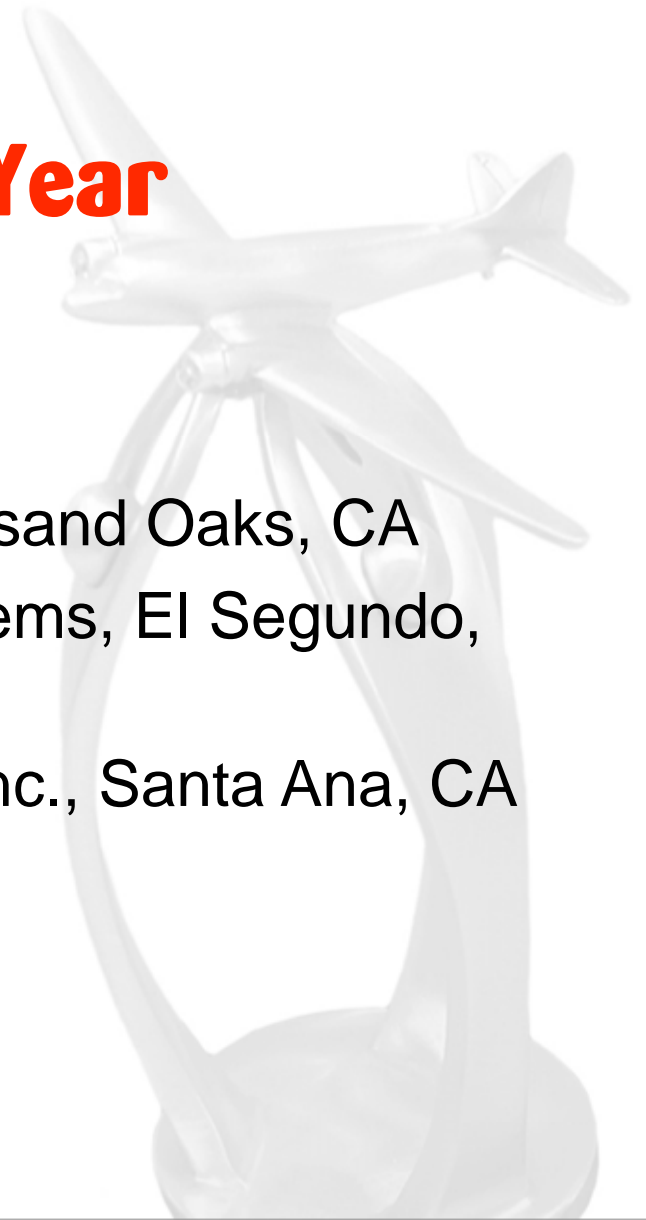 Year
sand Oaks, CA
ems, El Segundo,
nc., Santa Ana, CA